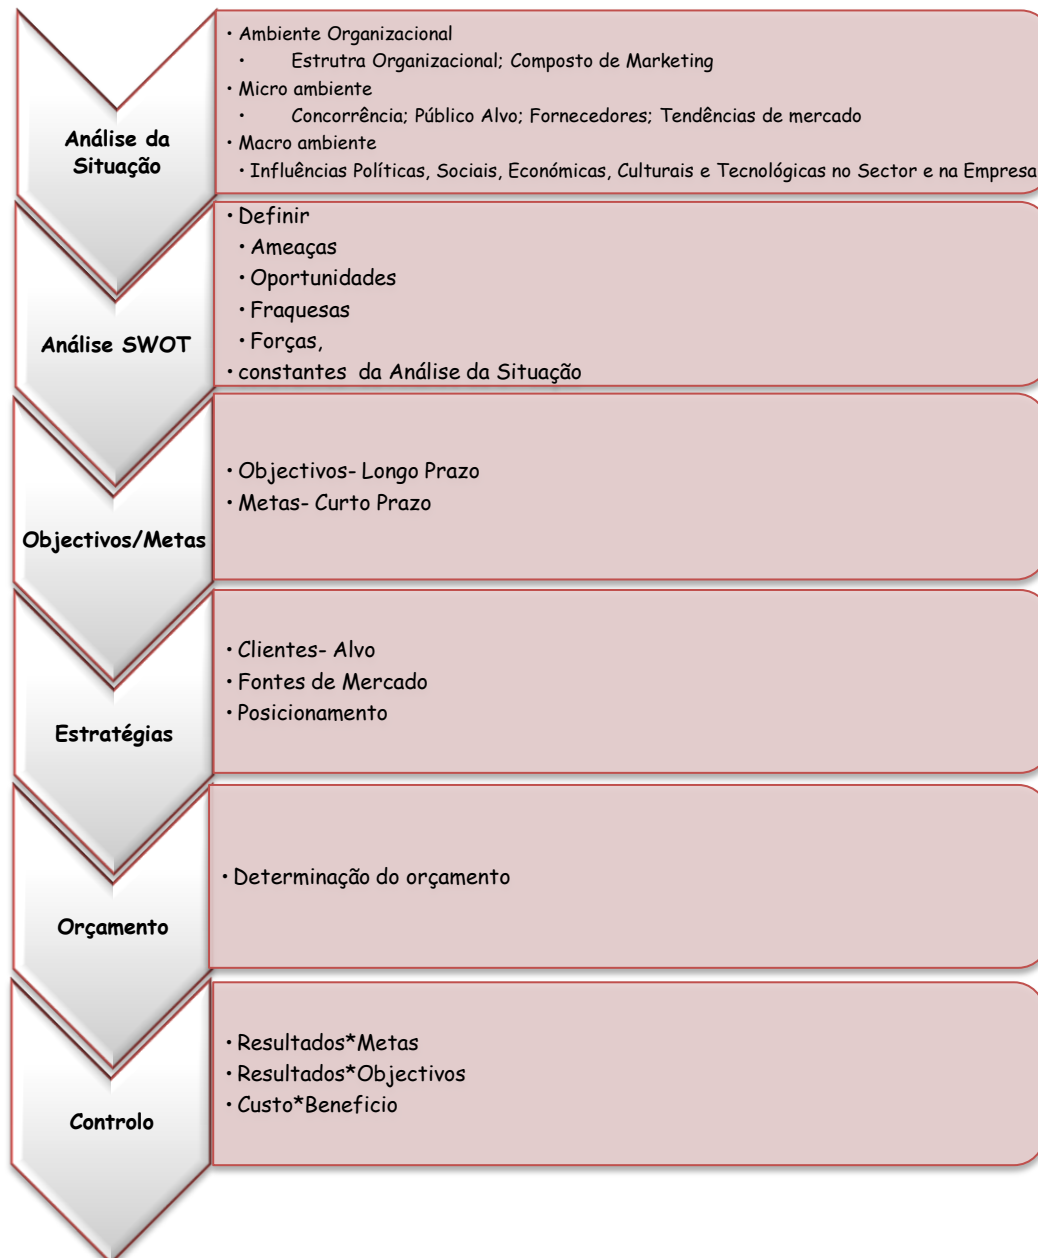 Análise da
Situação
• Ambiente Organizacional
• Estrutra Organizacional; Composto de Marketing
• Micro ambiente
• Concorrência; Público Alvo; Fornecedores; Tendências de mercado
• Macro ambiente
• Influências Políticas, Sociais, Económicas, Culturais e Tecnológicas no Sector e na Empresa
Análise SWOT
• Definir
• Ameaças
• Oportunidades
• Fraquesas
• Forças,
• constantes da Análise da Situação
Objectivos/Metas
• Objectivos- Longo Prazo
• Metas- Curto Prazo
Estratégias
• Clientes- Alvo
• Fontes de Mercado
• Posicionamento
Orçamento
• Determinação do orçamento
Controlo
• Resultados*Metas
• Resultados*Objectivos
• Custo*Beneficio